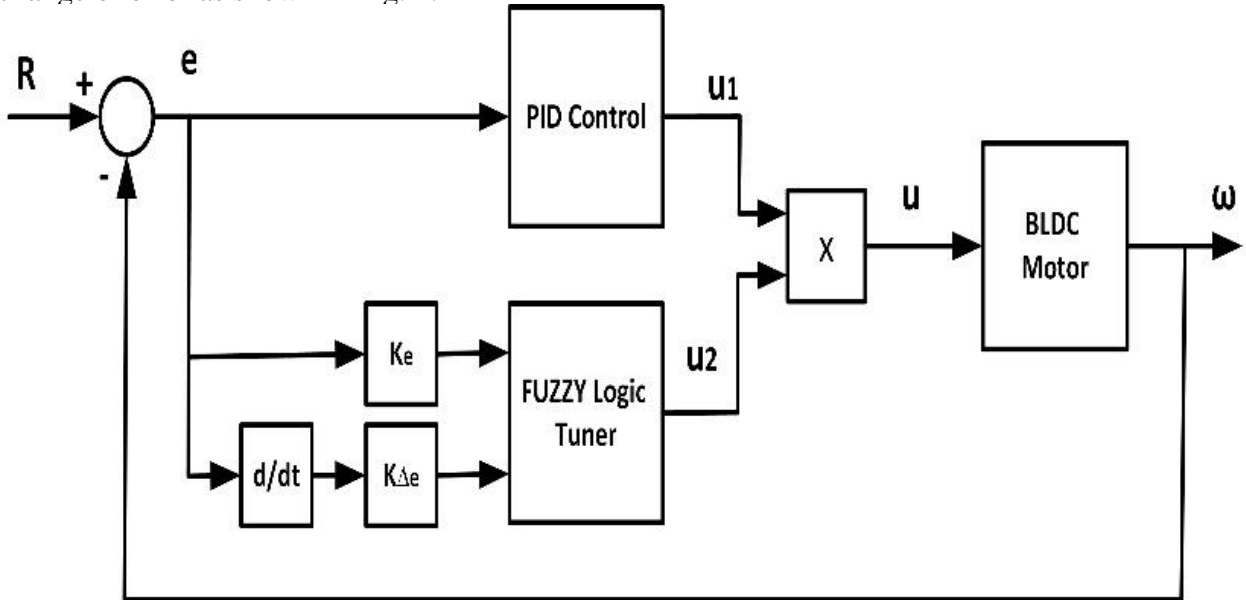 R
+
e
-
PID Control
u1
Ke
d/dt
KΔe
FUZZY Logic
Tuner
u2
X
u
BLDC
Motor
ω